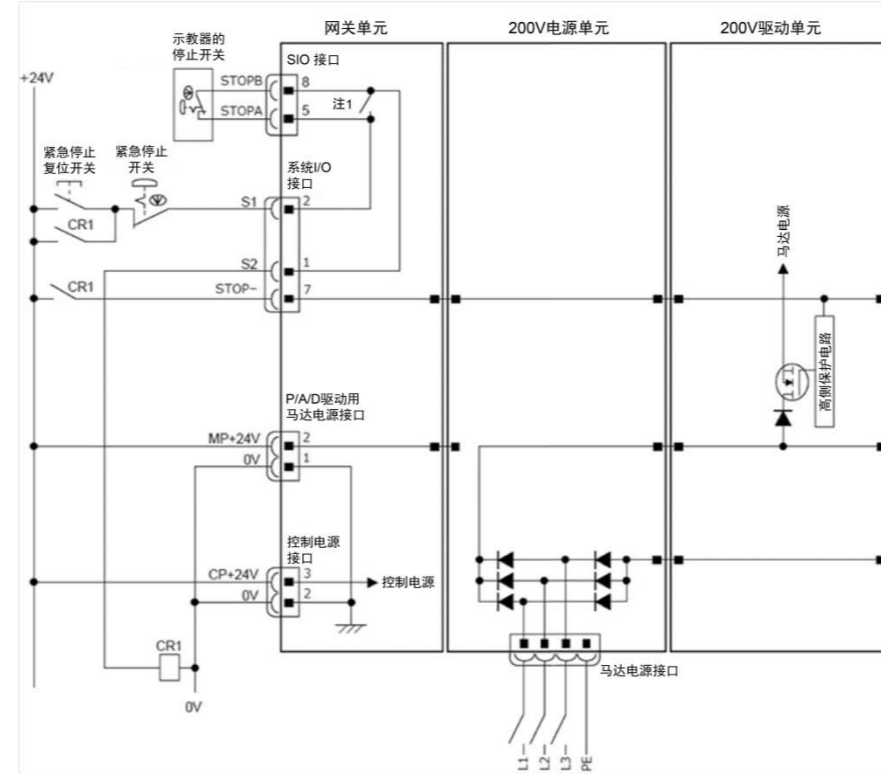 网关单元
200V电源单元
200V驱动单元
示教器的
停止开关
SIO 接口
+24V
STOPB
8
STOPA
5
注1
紧急停止
复位开关
紧急停止
开关
系统I/O
接口
S1
2
CR1
S2
1
CR1
STOP−
7
马达电源
高侧保护电路
P/A/D驱动用
马达电源接口
MP+24V
2
0V
1
控制电源
接口
CP+24V
3
控制电源
0V
2
CR1
0V
马达电源接口
L1
L2
L3
PE